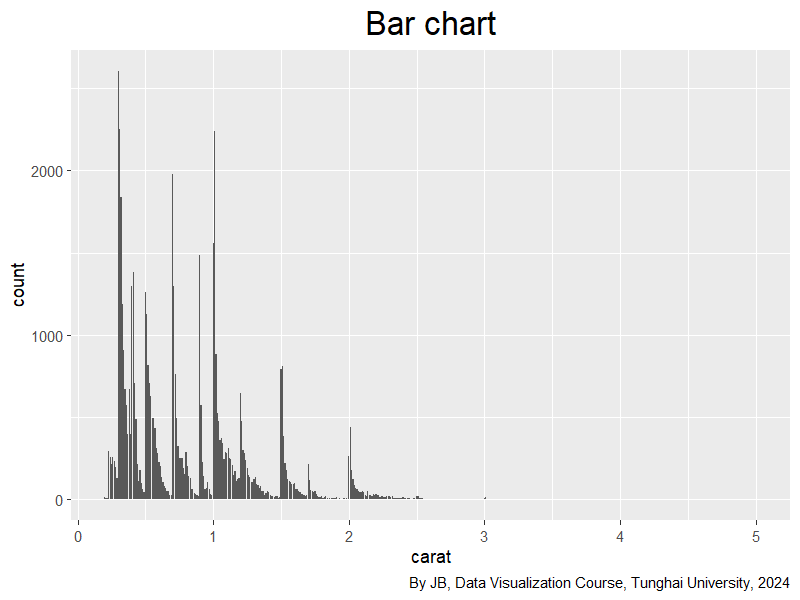 Bar chart
count
2000
1000
0
0 1 2 3 4 5
carat
By JB, Data Visualization Course, Tunghai University, 2024